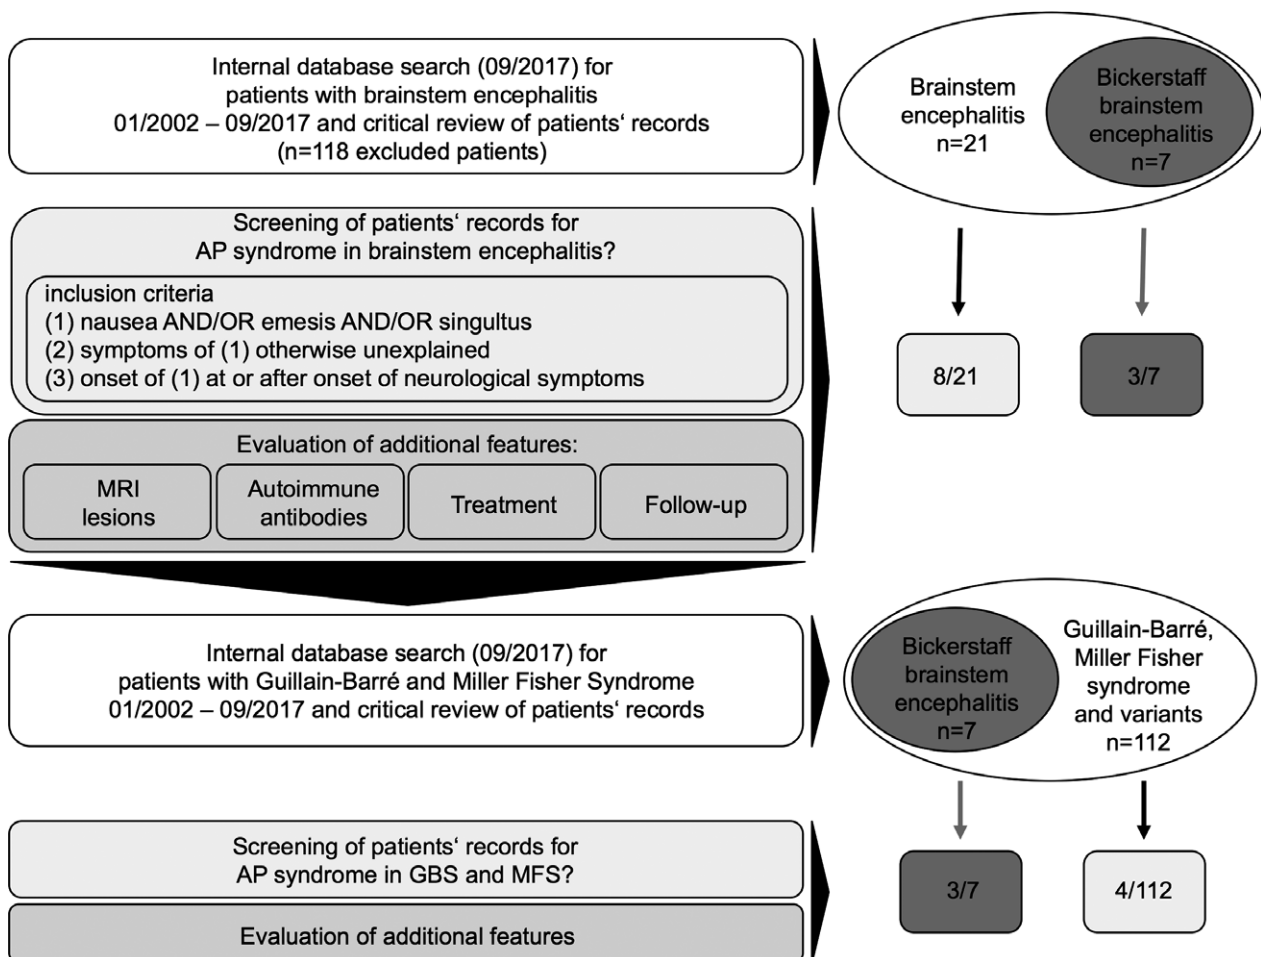 Internal database search (09/2017) for
patients with brainstem encephalitis
01/2002 – 09/2017 and critical review of patients‘ records
(n=118 excluded patients)
Brainstem
encephalitis
n=21
Bickerstaff
brainstem
encephalitis
n=7
Screening of patients‘ records for
AP syndrome in brainstem encephalitis?
inclusion criteria
(1) nausea AND/OR emesis AND/OR singultus
(2) symptoms of (1) otherwise unexplained
(3) onset of (1) at or after onset of neurological symptoms
8/21
3/7
Evaluation of additional features:
MRI
lesions
Autoimmune
antibodies
Treatment
Follow-up
Internal database search (09/2017) for
patients with Guillain-Barré and Miller Fisher Syndrome
01/2002 – 09/2017 and critical review of patients‘ records
Bickerstaff
brainstem
encephalitis
n=7
Guillain-Barré,
Miller Fisher
syndrome
and variants
n=112
Screening of patients‘ records for
AP syndrome in GBS and MFS?
3/7
4/112
Evaluation of additional features